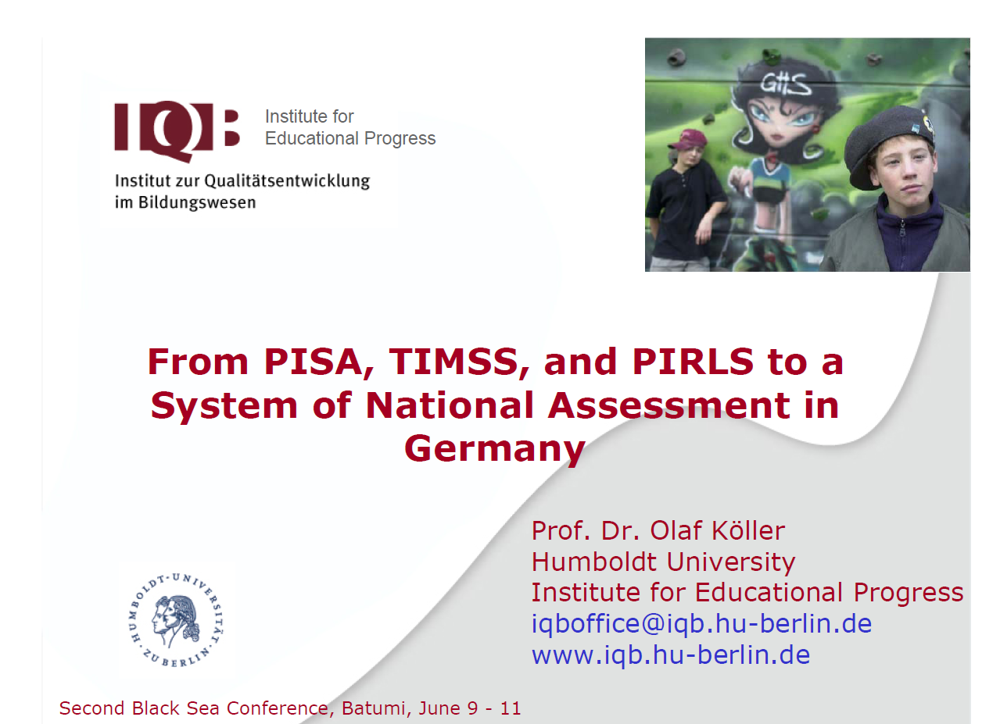 IQB
Institute for
Educational Progress
Institut zur Qualitätsentwicklung
im Bildungswesen
GHS
From PISA, TIMSS, and PIRLS to a
System of National Assessment in
Germany
Prof. Dr. Olaf Köller
Humboldt University
Institute for Educational Progress
iqboffice@iqb.hu-berlin.de
www.iqb.hu-berlin.de
HUMBOLDT-UNIVERSITÄT · ZU BERLIN ·
Second Black Sea Conference, Batumi, June 9 - 11